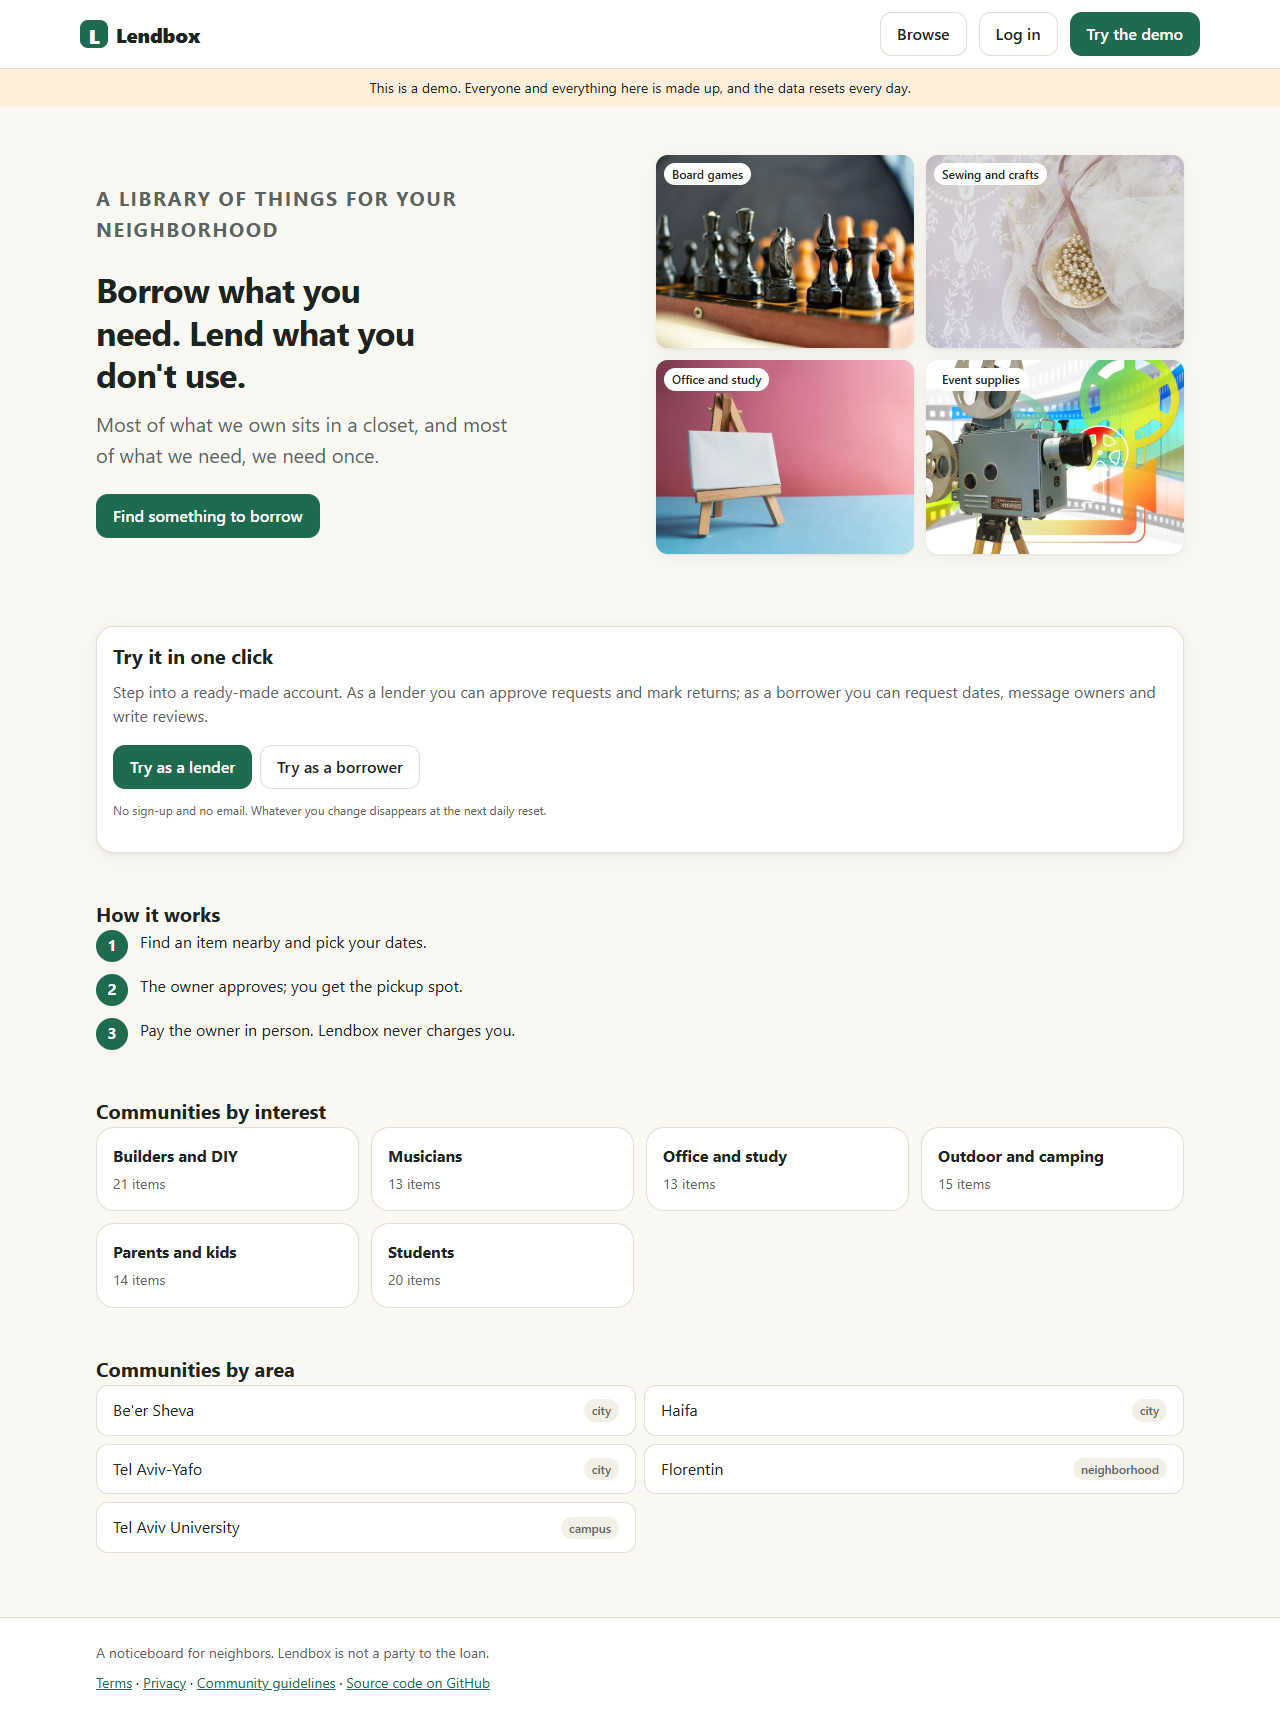 L Lendbox
Browse
Log in
Try the demo
This is a demo. Everyone and everything here is made up, and the data resets every day.
A LIBRARY OF THINGS FOR YOUR
NEIGHBORHOOD
Borrow what you
need. Lend what you
don't use.
Most of what we own sits in a closet, and most
of what we need, we need once.
Find something to borrow
Board games
Sewing and crafts
Office and study
Event supplies
Try it in one click
Step into a ready-made account. As a lender you can approve requests and mark returns; as a borrower you can request dates, message owners and
write reviews.
Try as a lender
Try as a borrower
No sign-up and no email. Whatever you change disappears at the next daily reset.
How it works
1 Find an item nearby and pick your dates.
2 The owner approves; you get the pickup spot.
3 Pay the owner in person. Lendbox never charges you.
Communities by interest
Builders and DIY
21 items
Musicians
13 items
Office and study
13 items
Outdoor and camping
15 items
Parents and kids
14 items
Students
20 items
Communities by area
Be'er Sheva city
Haifa city
Tel Aviv-Yafo city
Florentin neighborhood
Tel Aviv University campus
A noticeboard for neighbors. Lendbox is not a party to the loan.
Terms · Privacy · Community guidelines · Source code on GitHub